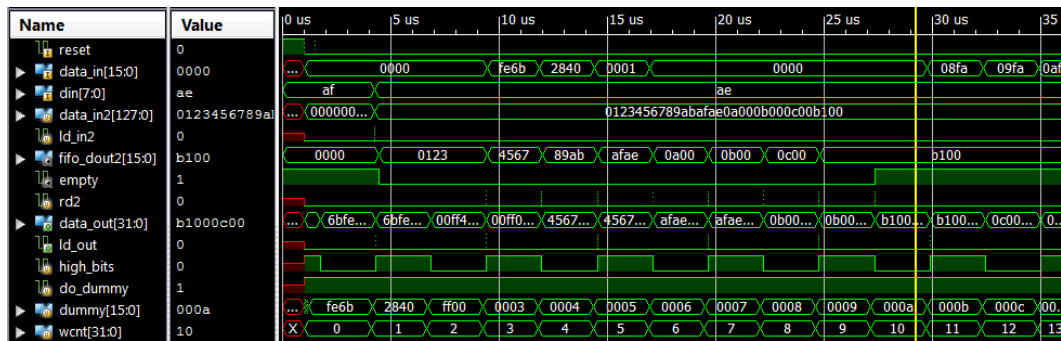 Name Value 0 us 5 us 10 us 15 us 20 us 25 us 30 us 35
reset 0
data_in[15:0] 0000 ... 0000 fe6b 2840 0001 0000 08fa 09fa 0af
din[7:0] ae af ae
data_in2[127:0] 0123456789a ... 000000... 0123456789abafae0a000b000c00b100
ld_in2 0
fifo_dout2[15:0] b100 0000 0123 4567 89ab afae 0a00 0b00 0c00 b100
empty 1
rd2 0
data_out[31:0] b1000c00 ... 6bfe... 6bfe... 00ff4... 00ff0... 4567... 4567... afae... afae... 0b00... 0b00... b100... b100... 0c00... 0...
ld_out 0
high_bits 0
do_dummy 1
dummy[15:0] 000a fe6b 2840 ff00 0003 0004 0005 0006 0007 0008 0009 000a 000b 000c 00...
wcnt[31:0] 10 X 0 1 2 3 4 5 6 7 8 9 10 11 12 13